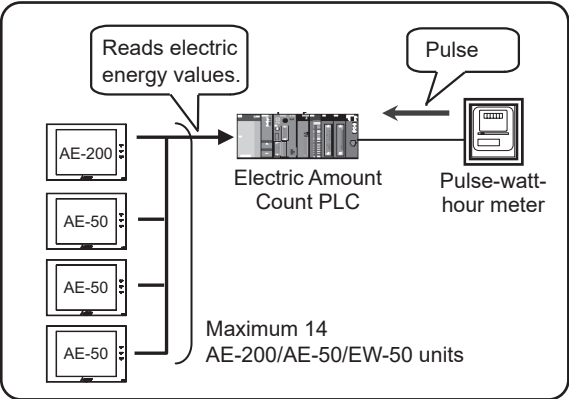 Reads electric
energy values.
Pulse
AE-200
Electric Amount
Count PLC
Pulse-watt-
hour meter
AE-50
AE-50
AE-50
Maximum 14
AE-200/AE-50/EW-50 units